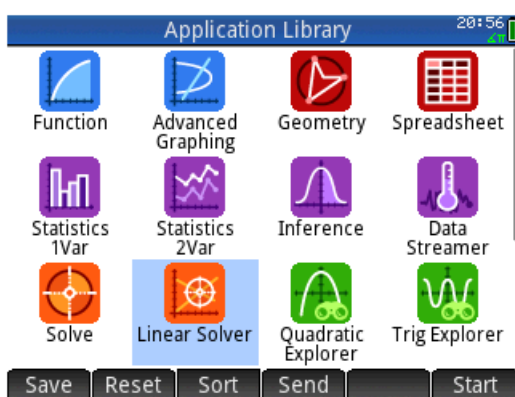 Application Library
20:56
∡π
Function
Advanced
Graphing
Geometry
Spreadsheet
Statistics
1Var
Statistics
2Var
Inference
Data
Streamer
Solve
Linear Solver
Quadratic
Explorer
Trig Explorer
Save Reset Sort Send Start